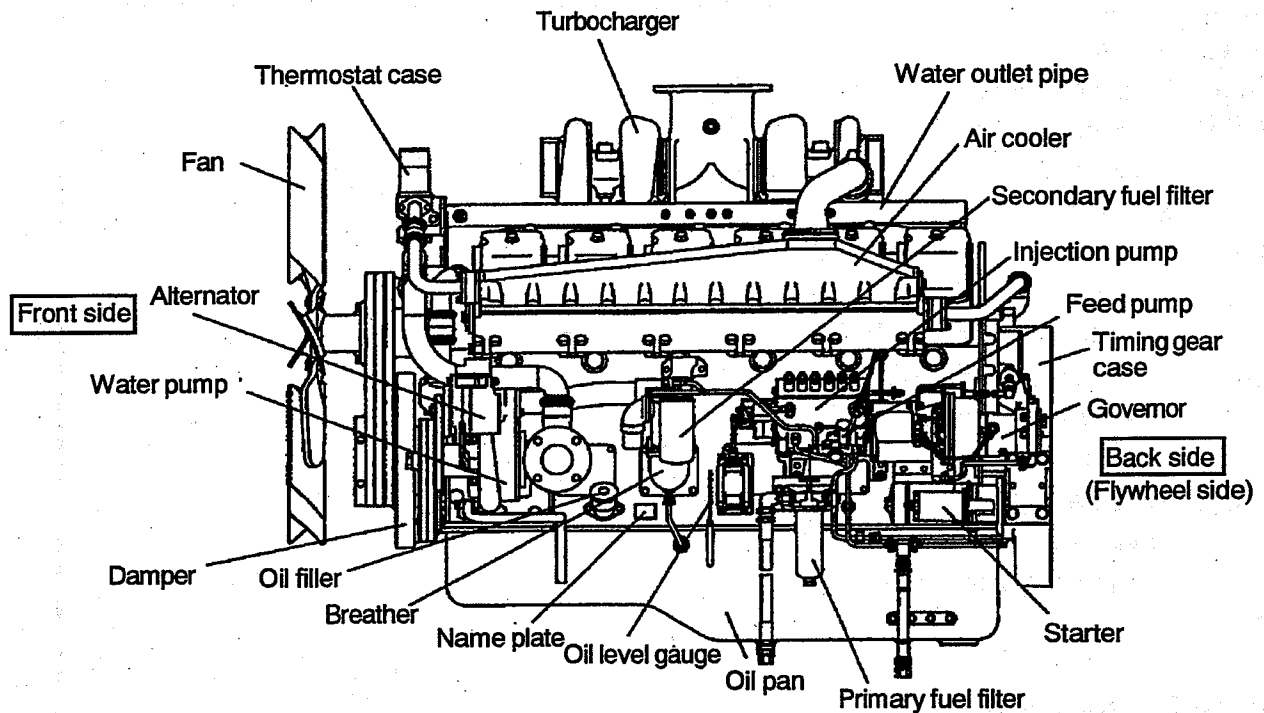 Turbocharger
Thermostat case
Water outlet pipe
Fan
Air cooler
Secondary fuel filter
Injection pump
Alternator
Front side
Feed pump
Timing gear
case
Water pump
Governor
Back side
(Flywheel side)
Damper
Oil filler
Breather
Name plate
Oil level gauge
Oil pan
Primary fuel filter
Starter